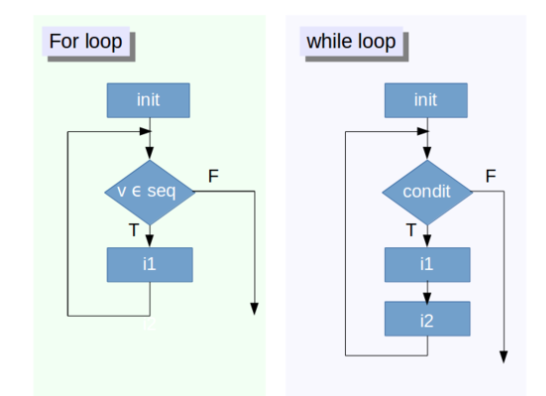 For loop
init
v ϵ seq
F
T
i1
while loop
init
condit
F
T
i1
i2